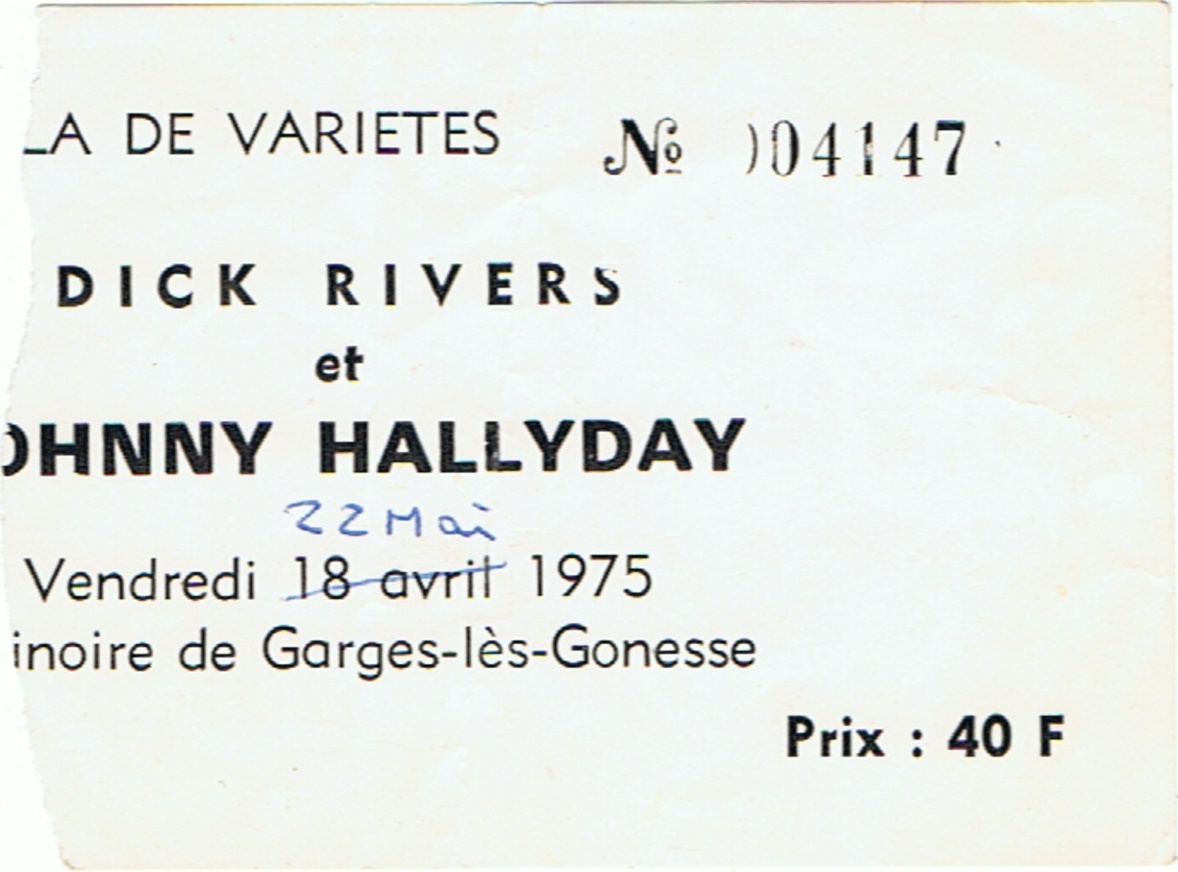 LA DE VARIETES № 004147
DICK RIVERS
et
OHNNY HALLYDAY
22 Mai
Vendredi 18 avril 1975
inoire de Garges-lès-Gonesse
Prix : 40 F